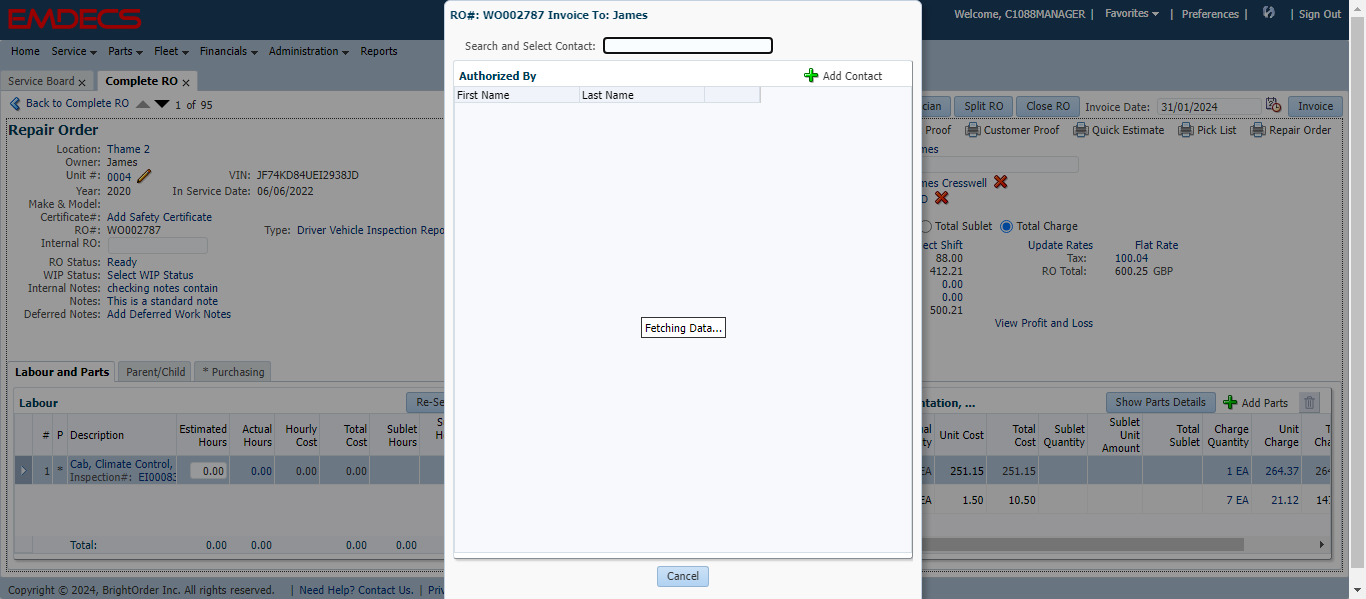 EMDECS
Welcome, C1088MANAGER | Favorites | Preferences | Sign Out
Home Service Parts Fleet Financials Administration Reports
Service Board x Complete RO x
Back to Complete RO 1 of 95
Split RO Close RO Invoice Date: 31/01/2024 Invoice
Proof Customer Proof Quick Estimate Pick List Repair Order
Repair Order
Location: Thame 2
Owner: James
Unit #: 0004 VIN: JF74KD84UEI2938JD
Year: 2020 In Service Date: 06/06/2022
Make & Model:
Certificate#: Add Safety Certificate
RO#: WO002787 Type: Driver Vehicle Inspection Repo
Internal RO:
RO Status: Ready
WIP Status: Select WIP Status
Internal Notes: checking notes contain
Notes: This is a standard note
Deferred Notes: Add Deferred Work Notes
RO#: WO002787 Invoice To: James
Search and Select Contact:
Authorized By Add Contact
First Name Last Name
Fetching Data...
Cancel
mes
mes Cresswell
Total Sublet Total Charge
ect Shift Update Rates Flat Rate
88.00 Tax: 100.04
412.21 RO Total: 600.25 GBP
0.00
0.00
500.21
View Profit and Loss
Labour and Parts Parent/Child * Purchasing
Labour Re-Se
# P Description Estimated Hours Actual Hours Hourly Cost Total Cost Sublet Hours
1 * Cab, Climate Control, 0.00 0.00 0.00 0.00 0.00
Inspection#: EI00083
Total: 0.00 0.00 0.00 0.00
ntation, ... Show Parts Details Add Parts
Unit Cost Total Cost Sublet Quantity Sublet Unit Amount Total Sublet Charge Quantity Unit Charge
EA 251.15 251.15 1 EA 264.37 264
EA 1.50 10.50 7 EA 21.12 147
Copyright © 2024, BrightOrder Inc. All rights reserved. | Need Help? Contact Us. | Priv